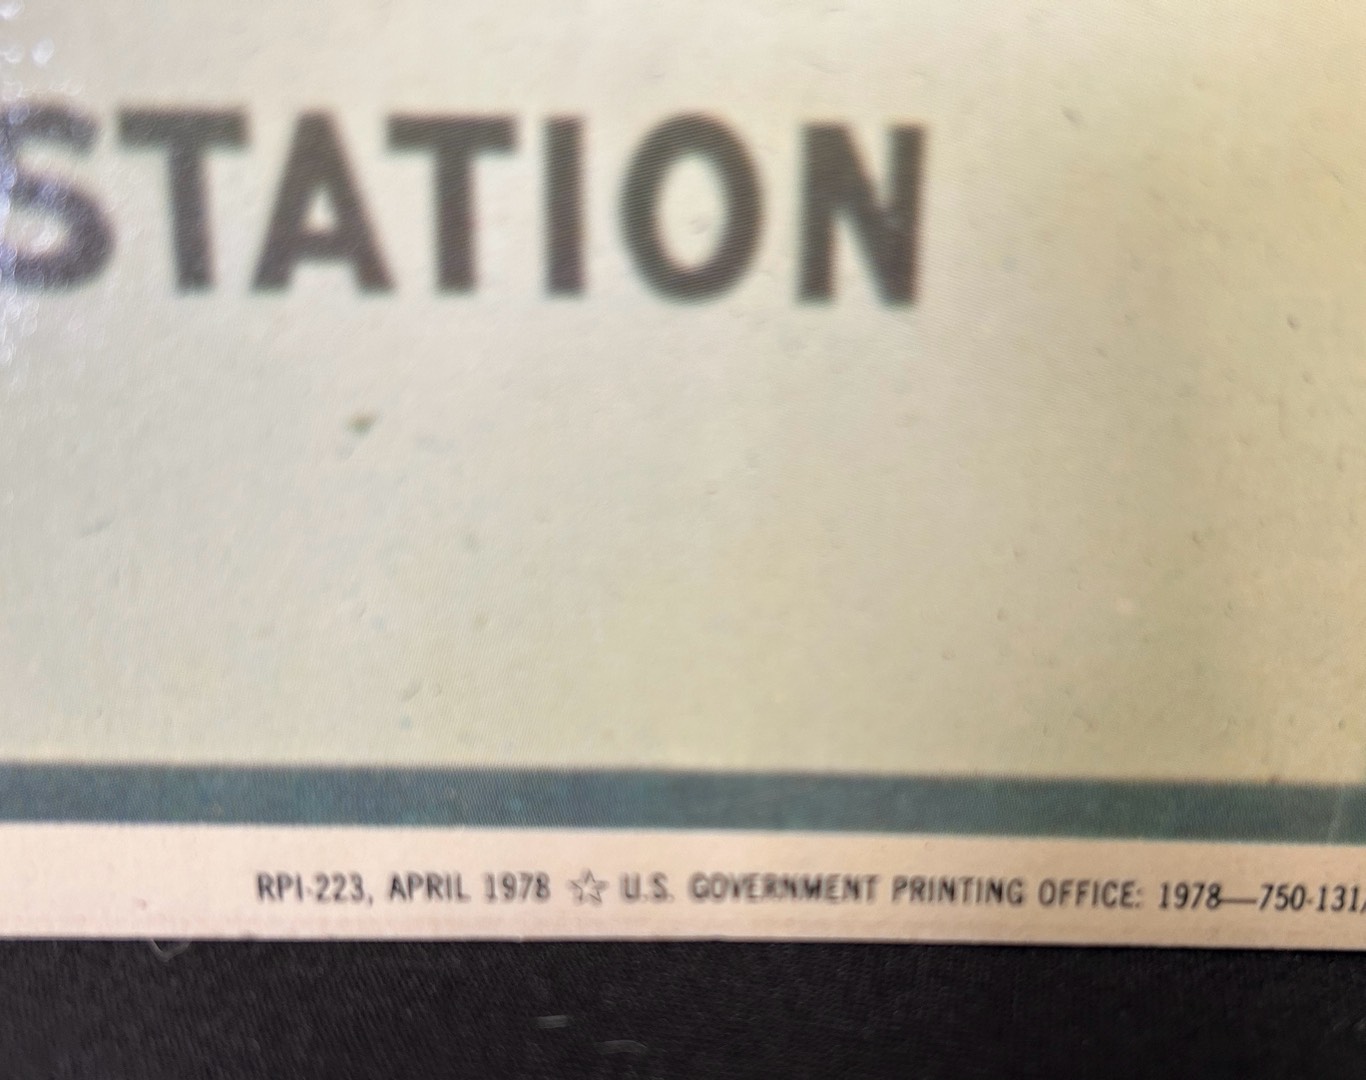 STATION
RPI-223, APRIL 1978 ☆ U.S. GOVERNMENT PRINTING OFFICE: 1978—750-131/